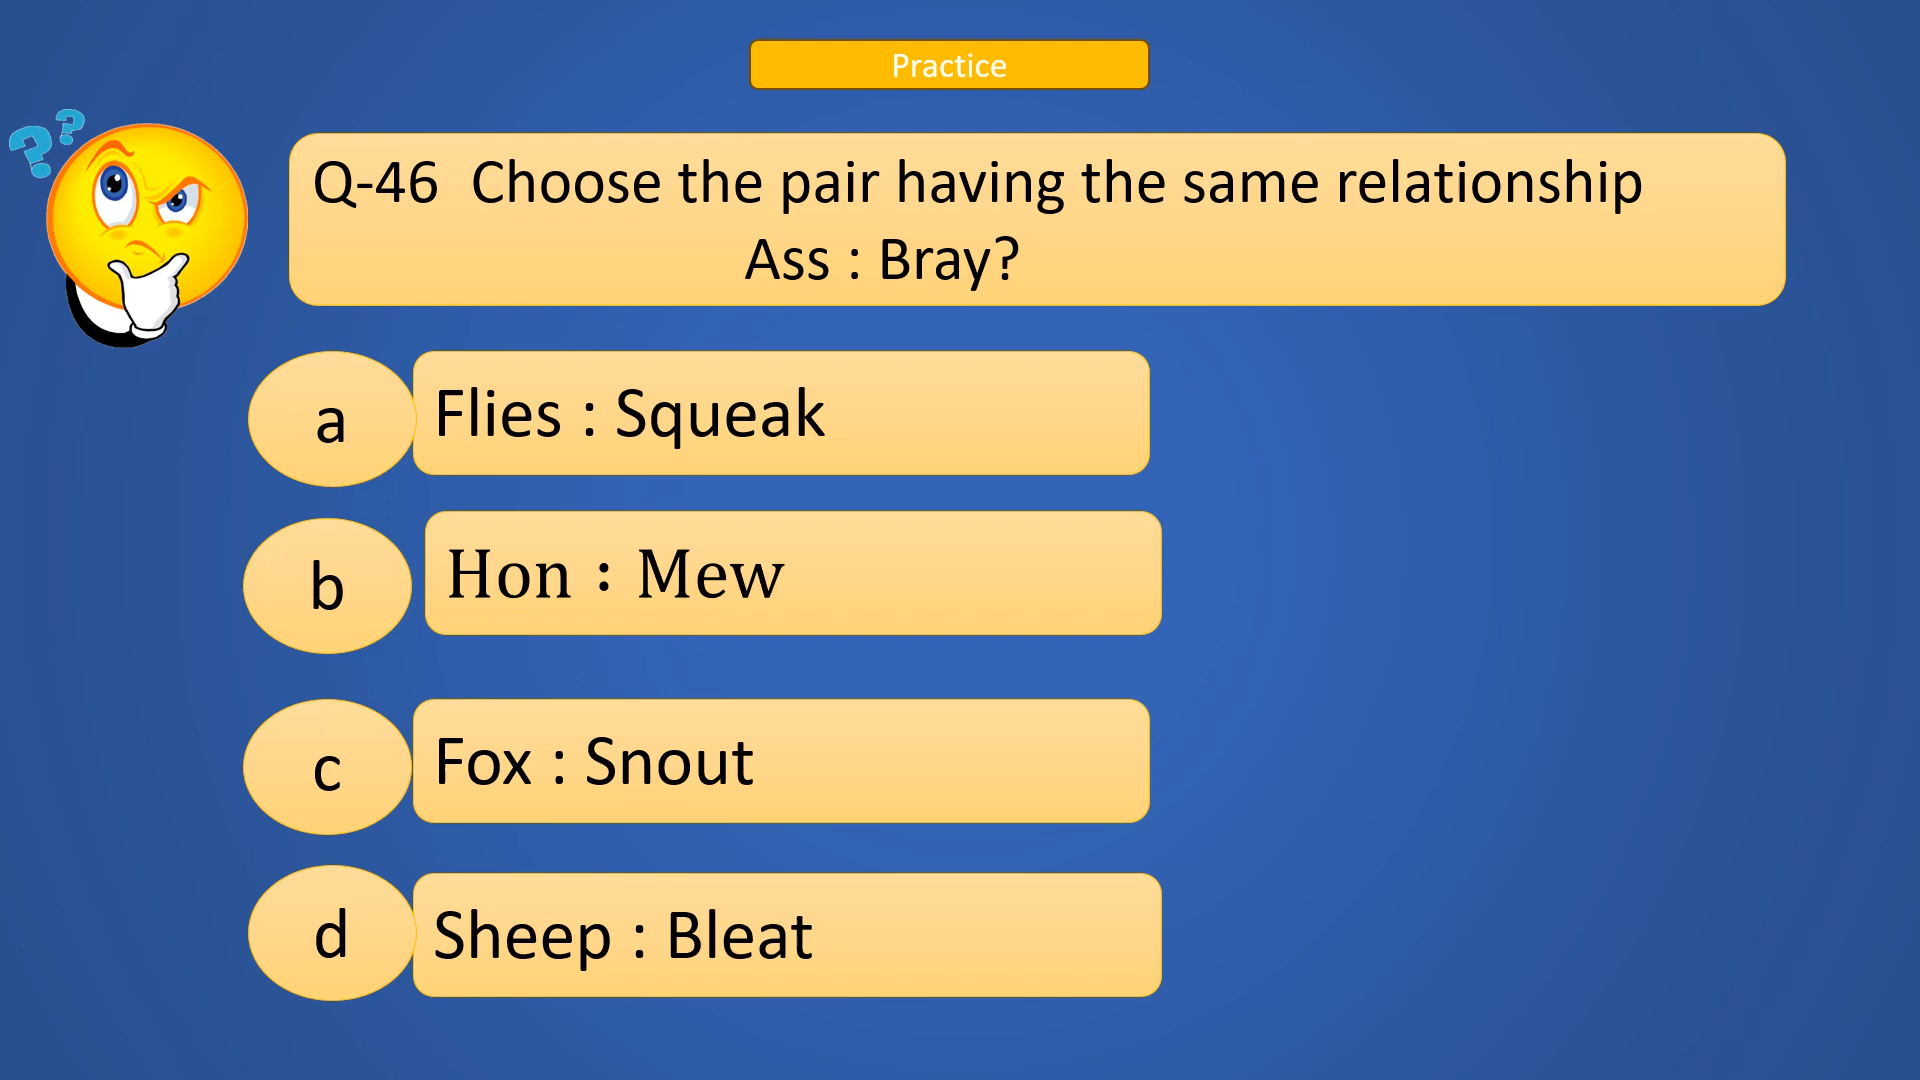 Practice
??
Q-46 Choose the pair having the same relationship
Ass : Bray?
a
Flies : Squeak
b
Hon : Mew
c
Fox : Snout
d
Sheep : Bleat